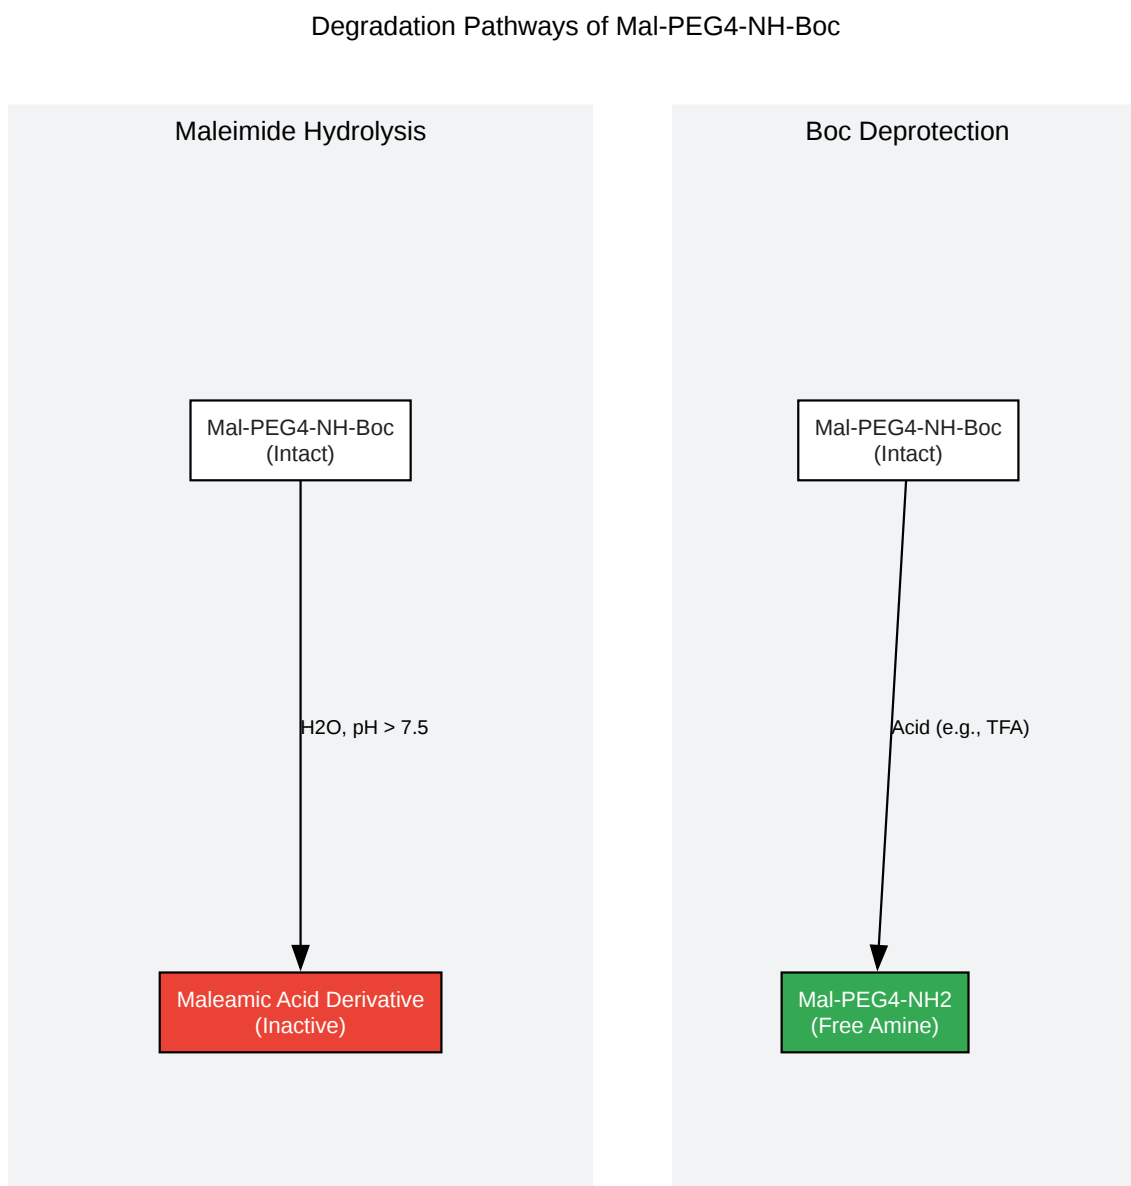 Degradation Pathways of Mal-PEG4-NH-Boc
Maleimide Hydrolysis
Mal-PEG4-NH-Boc
(Intact)
H2O, pH > 7.5
Maleamic Acid Derivative
(Inactive)
Boc Deprotection
Mal-PEG4-NH-Boc
(Intact)
Acid (e.g., TFA)
Mal-PEG4-NH2
(Free Amine)